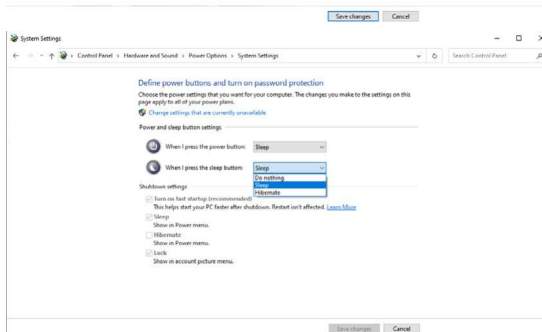 Save changes Cancel
System Settings
Control Panel > Hardware and Sound > Power Options > System Settings
Search Control Panel
Define power buttons and turn on password protection
Choose the power settings that you want for your computer. The changes you make to the settings on this
page apply to all of your power plans.
Change settings that are currently unavailable
Power and sleep button settings
When I press the power button: Sleep
When I press the sleep button: Sleep
Do nothing
Sleep
Hibernate
Shutdown settings
Turn on fast startup (recommended)
This helps start your PC faster after shutdown. Restart isn't affected. Learn More
Sleep
Show in Power menu.
Hibernate
Show in Power menu.
Lock
Show in account picture menu.
Save changes Cancel